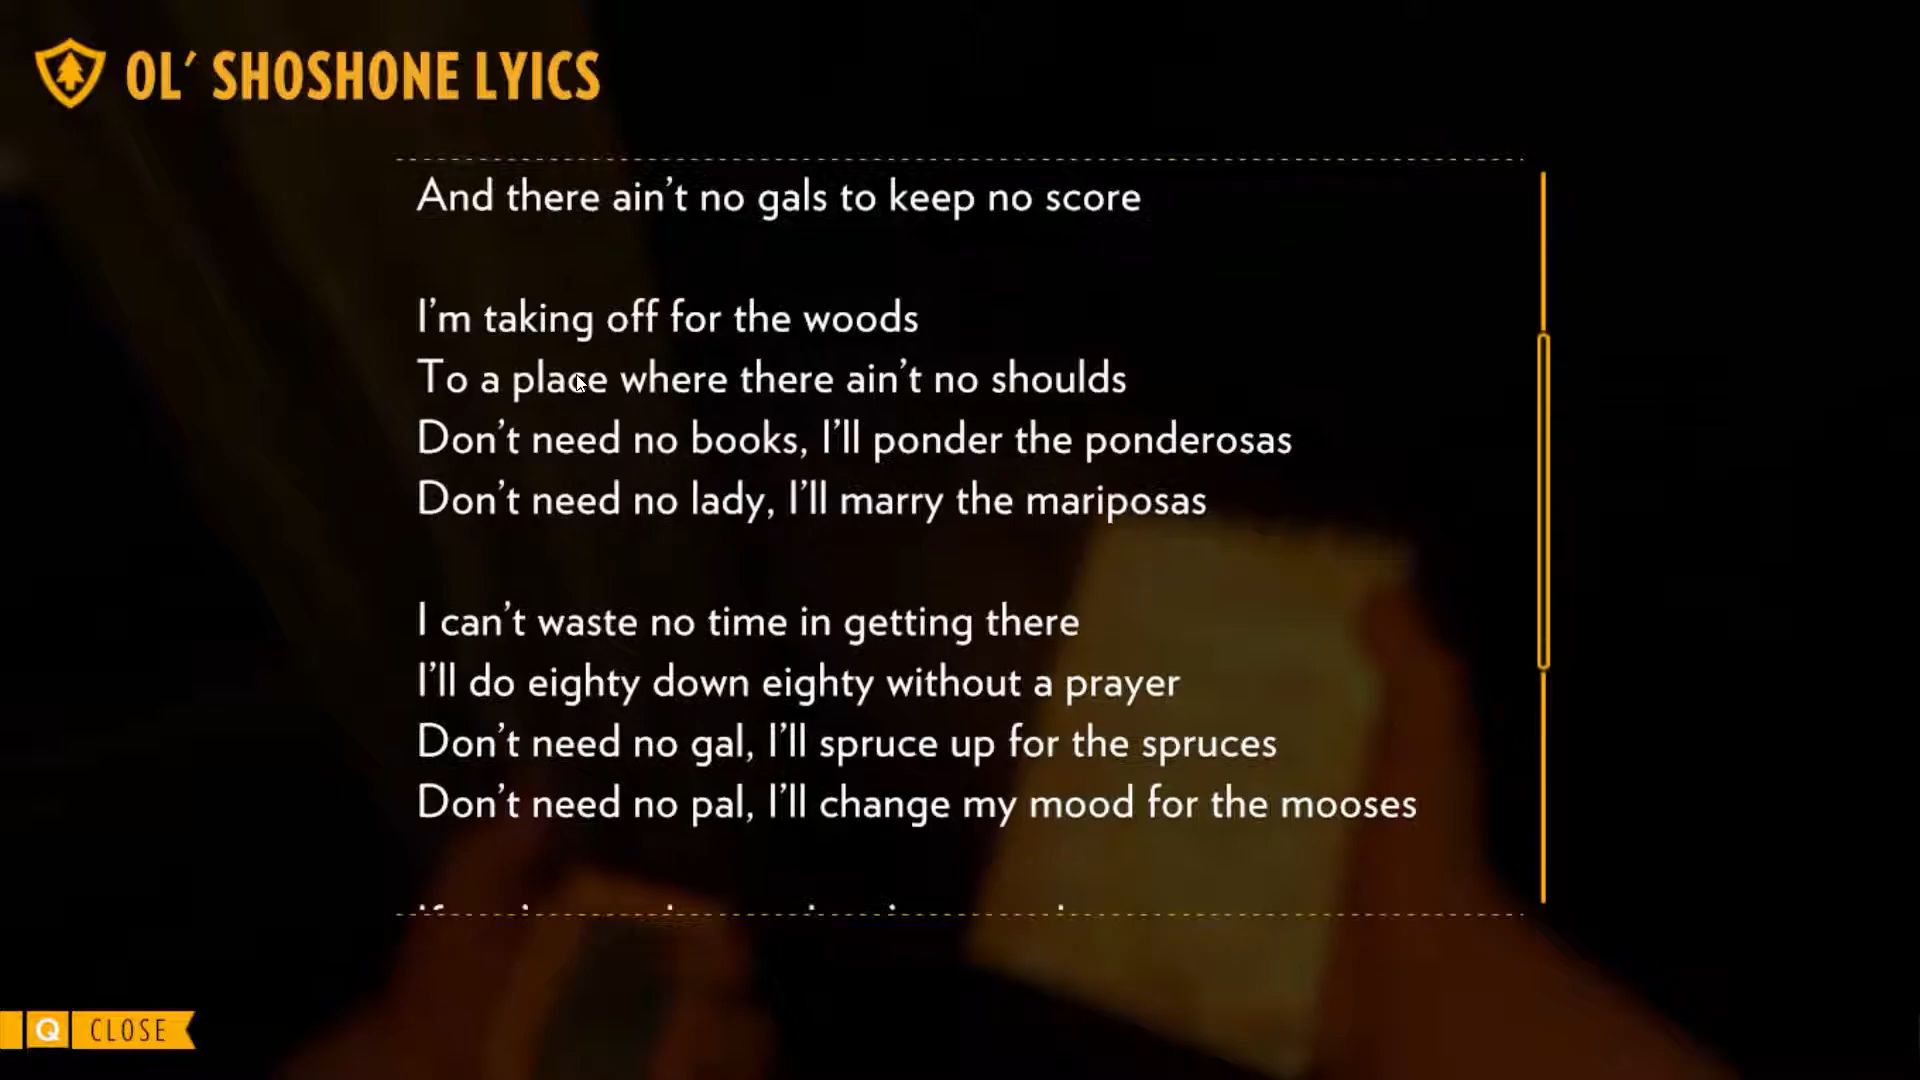 OL' SHOSHONE LYICS
And there ain't no gals to keep no score
I'm taking off for the woods
To a place where there ain't no shoulds
Don't need no books, I'll ponder the ponderosas
Don't need no lady, I'll marry the mariposas
I can't waste no time in getting there
I'll do eighty down eighty without a prayer
Don't need no gal, I'll spruce up for the spruces
Don't need no pal, I'll change my mood for the mooses
Q CLOSE